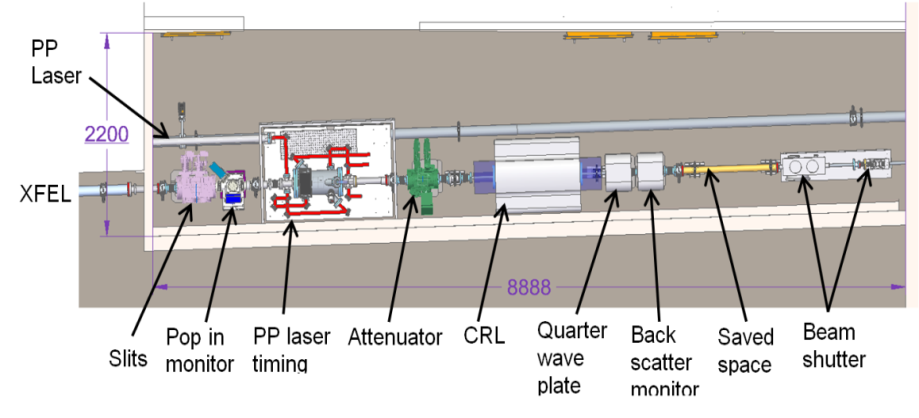 PP
Laser
2200
XFEL
8888
Slits
Pop in
monitor
PP laser
timing
Attenuator
CRL
Quarter
wave
plate
Back
scatter
monitor
Saved
space
Beam
shutter